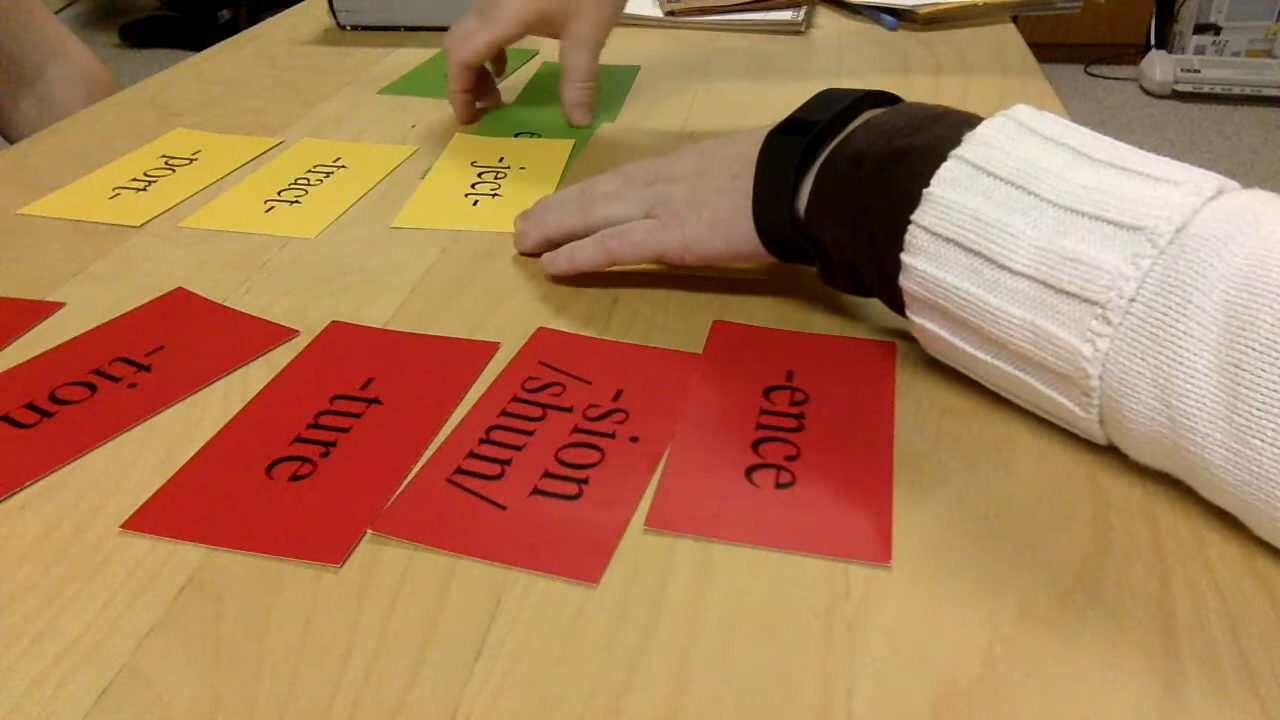 -port-
-tract-
-ject-
-tion
-ture
-sion
/shun/
-ence